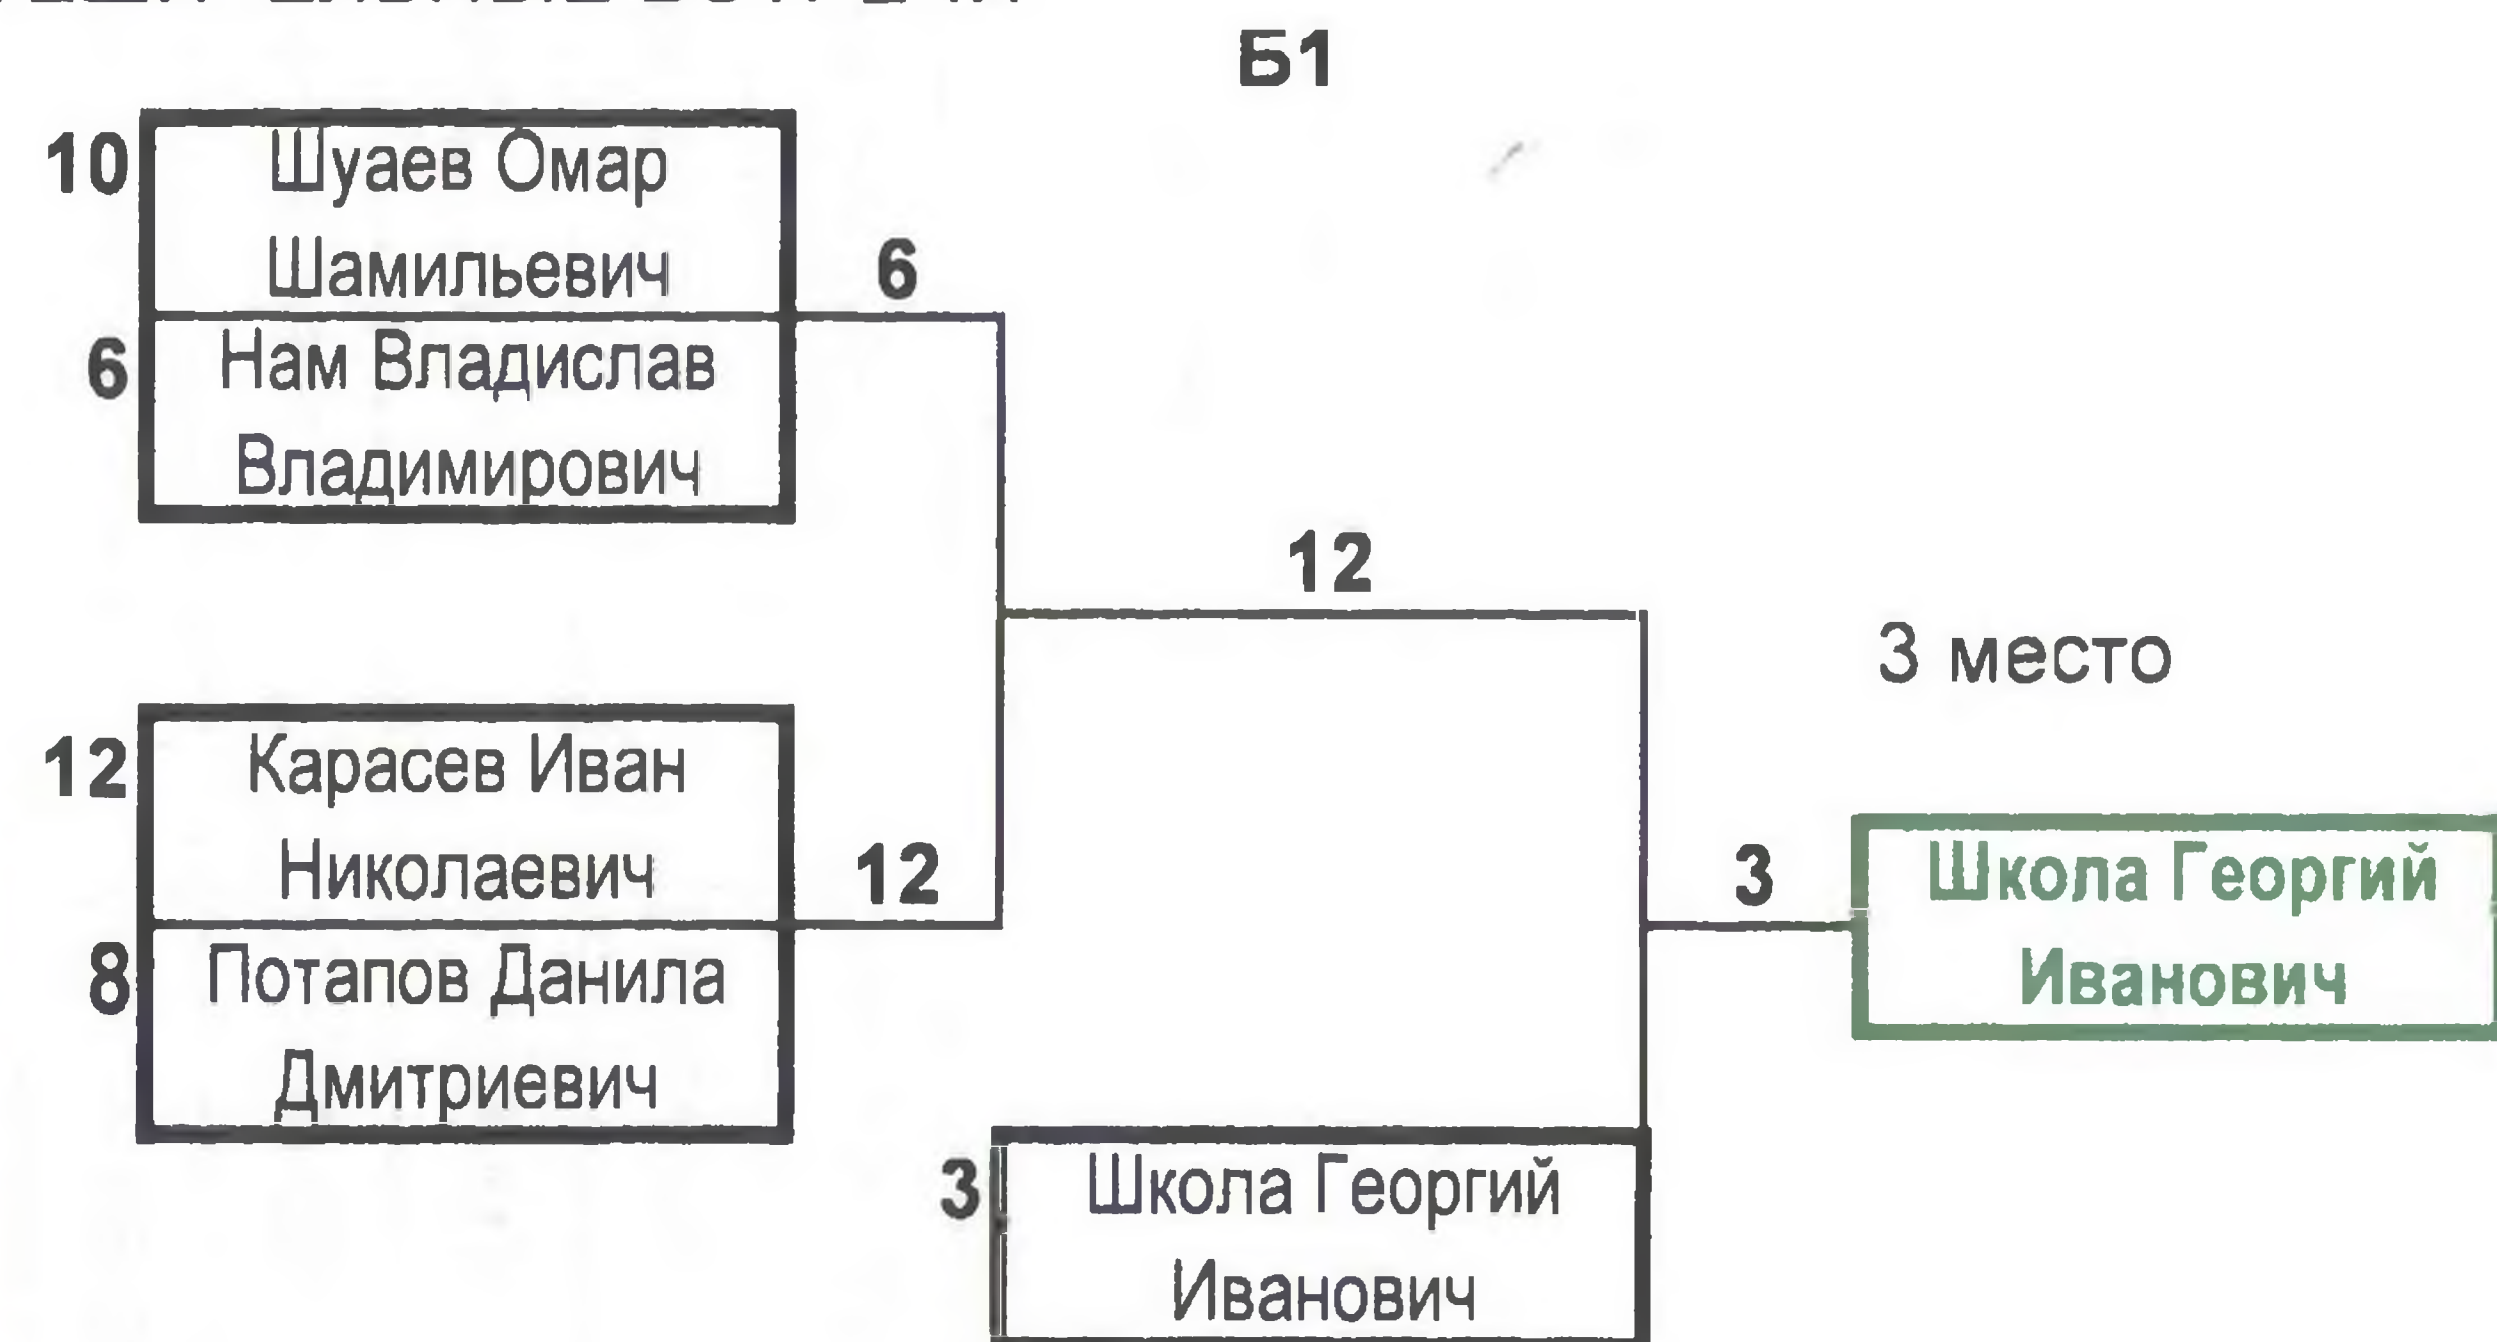 Б1
10 Шуаев Омар
Шамильевич
6
6 Нам Владислав
Владимирович
12
3 место
12 Карасев Иван
Николаевич
12
8 Потапов Данила
Дмитриевич
3
Школа Георгий
Иванович
3 Школа Георгий
Иванович